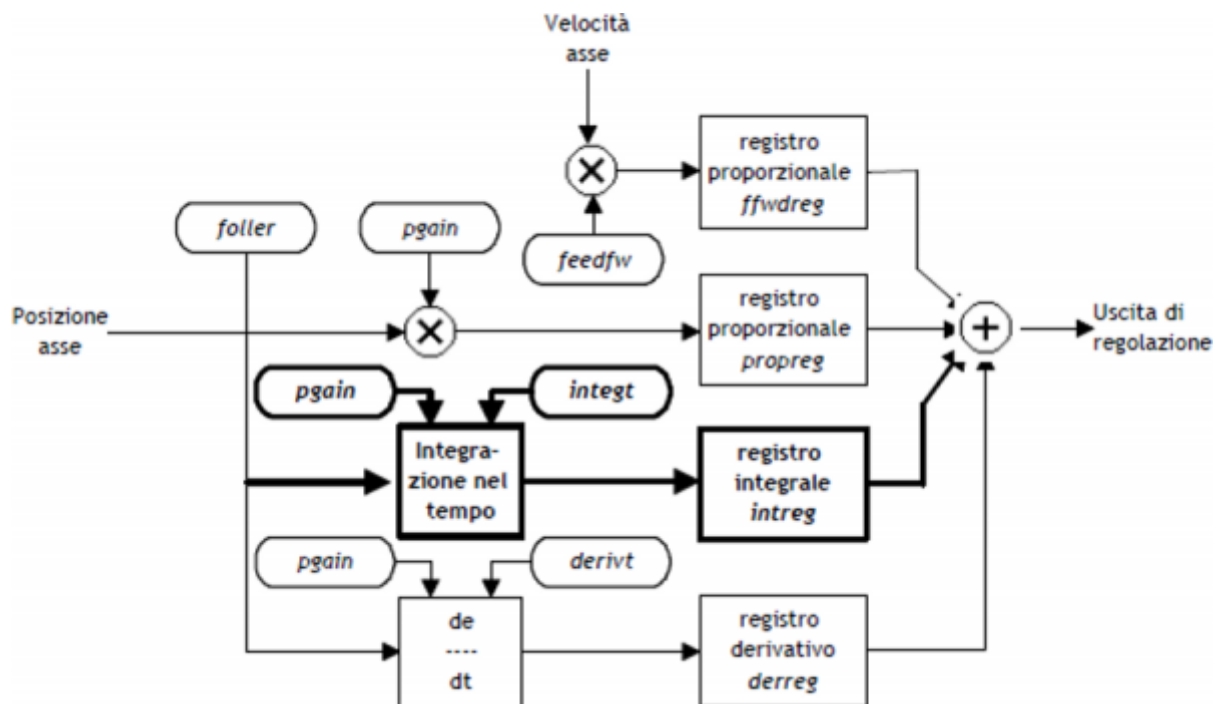 Velocità
asse
registro
proporzionale
ffwdreg
foller
pgain
feedfw
Posizione
asse
registro
proporzionale
propreg
Uscita di
regolazione
pgain
integt
Integra-
zione nel
tempo
registro
integrale
intreg
pgain
derivt
de
----
dt
registro
derivativo
derreg